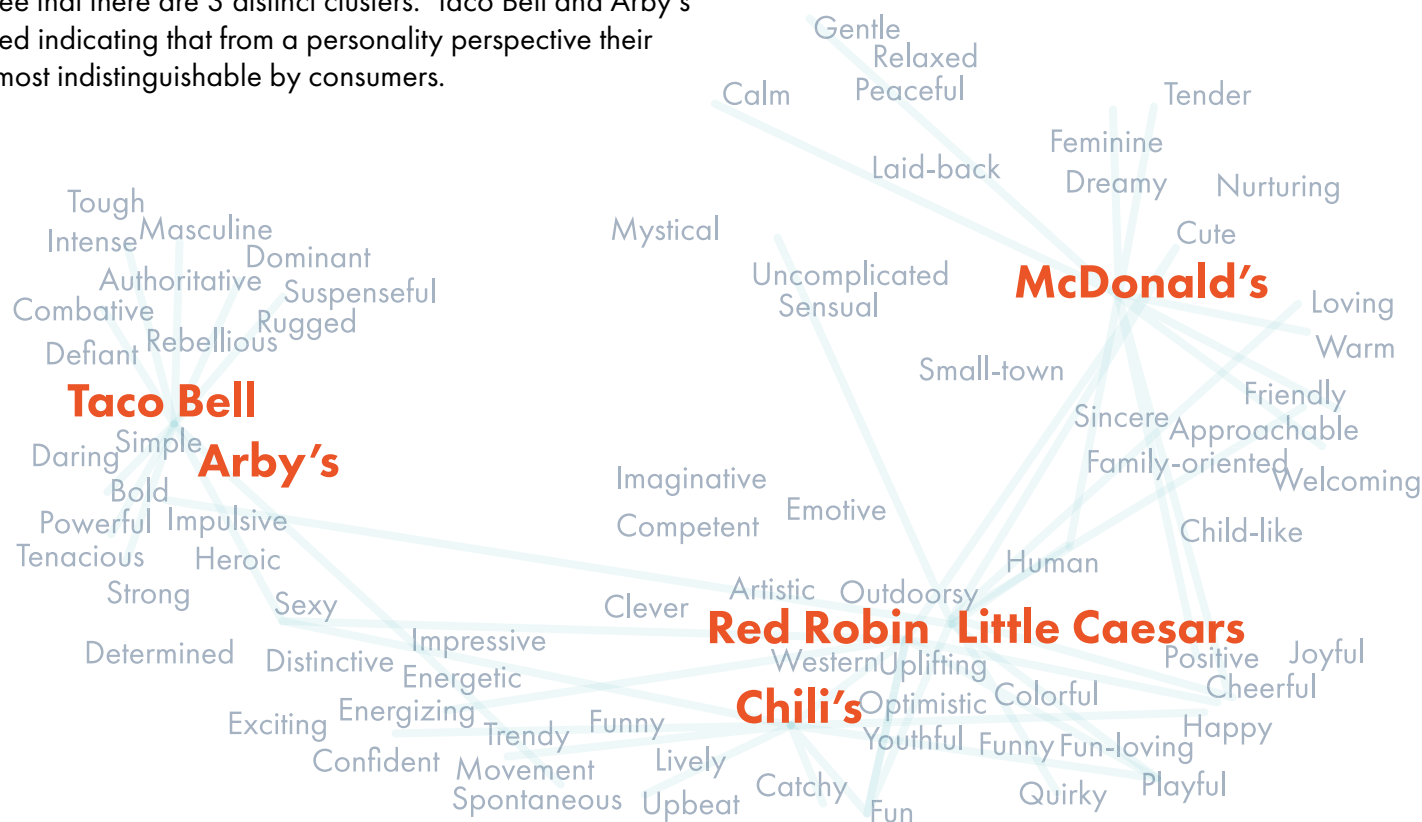 see that there are 3 distinct clusters. Taco Bell and Arby's
ed indicating that from a personality perspective their
most indistinguishable by consumers.
Gentle
Relaxed
Calm
Peaceful
Tender
Feminine
Laid-back
Dreamy
Nurturing
Tough
Intense
Masculine
Mystical
Cute
Dominant
Authoritative
Suspenseful
Uncomplicated
McDonald's
Combative
Rugged
Sensual
Loving
Defiant
Rebellious
Warm
Small-town
Taco Bell
Friendly
Sincere
Approachable
Daring
Simple
Arby's
Family-oriented
Welcoming
Bold
Imaginative
Powerful
Impulsive
Competent
Emotive
Child-like
Tenacious
Heroic
Human
Strong
Sexy
Clever
Artistic
Outdoorsy
Red Robin
Little Caesars
Determined
Distinctive
Impressive
Western
Uplifting
Positive
Joyful
Energetic
Cheerful
Chili's
Optimistic
Colorful
Exciting
Energizing
Trendy
Funny
Youthful
Funny
Fun-loving
Happy
Confident
Movement
Lively
Catchy
Quirky
Playful
Spontaneous
Upbeat
Fun